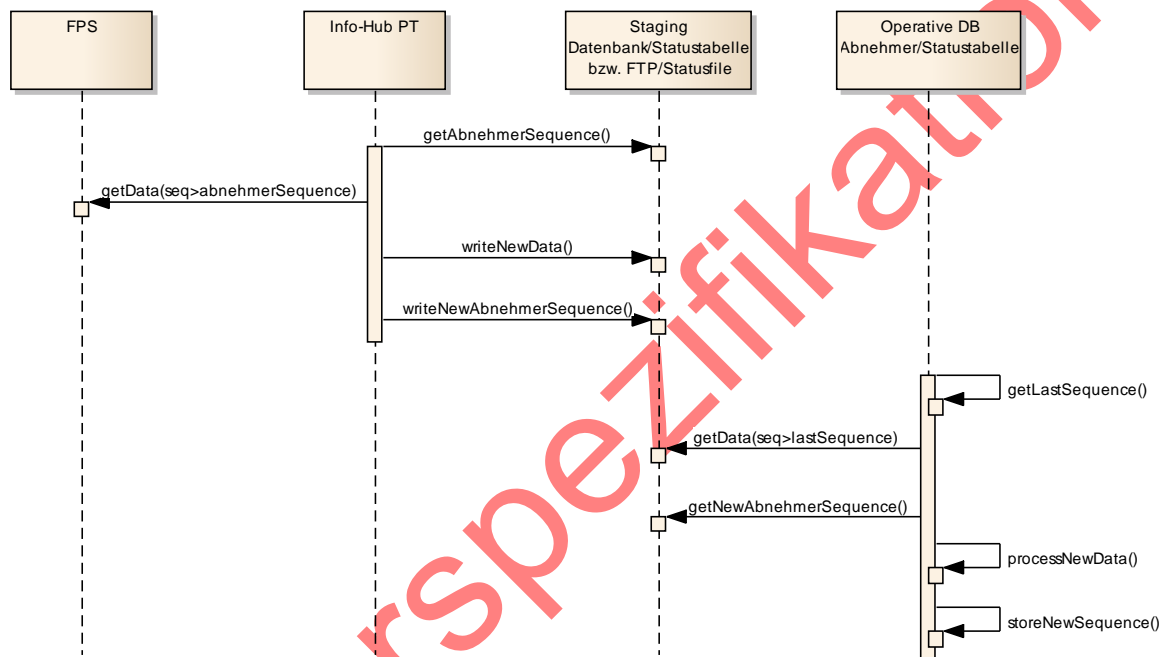 FPS
Info-Hub PT
Staging
Datenbank/Statustabelle
bzw. FTP/Statusfile
Operative DB
Abnehmer/Statustabelle
getAbnehmerSequence()
getData(seq>abnehmerSequence)
writeNewData()
writeNewAbnehmerSequence()
getLastSequence()
getData(seq>lastSequence)
getNewAbnehmerSequence()
processNewData()
storeNewSequence()
rspezifikation